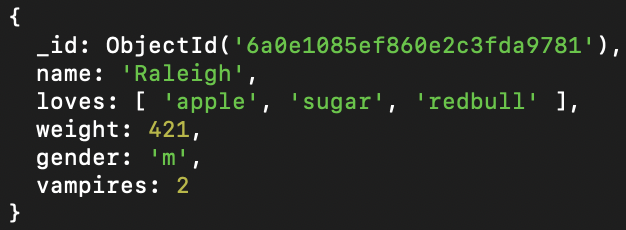 {
  _id: ObjectId('6a0e1085ef860e2c3fda9781'),
  name: 'Raleigh',
  loves: [ 'apple', 'sugar', 'redbull' ],
  weight: 421,
  gender: 'm',
  vampires: 2
}